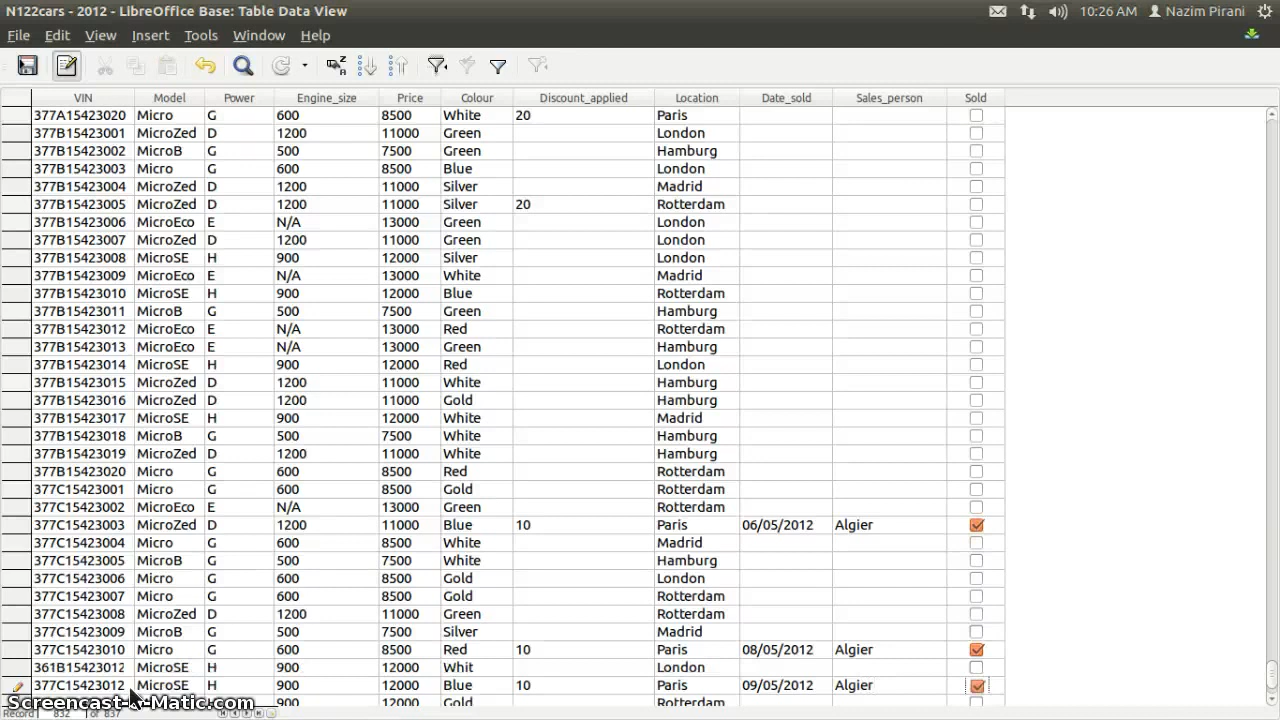 N122cars - 2012 - LibreOffice Base: Table Data View 10:26 AM Nazim Pirani
File Edit View Insert Tools Window Help
VIN Model Power Engine_size Price Colour Discount_applied Location Date_sold Sales_person Sold
377A15423020 Micro G 600 8500 White 20 Paris
377B15423001 MicroZed D 1200 11000 Green London
377B15423002 MicroB G 500 7500 Green Hamburg
377B15423003 Micro G 600 8500 Blue London
377B15423004 MicroZed D 1200 11000 Silver Madrid
377B15423005 MicroZed D 1200 11000 Silver 20 Rotterdam
377B15423006 MicroEco E N/A 13000 Green London
377B15423007 MicroZed D 1200 11000 Green London
377B15423008 MicroSE H 900 12000 Silver London
377B15423009 MicroEco E N/A 13000 White Madrid
377B15423010 MicroSE H 900 12000 Blue Rotterdam
377B15423011 MicroB G 500 7500 Green Hamburg
377B15423012 MicroEco E N/A 13000 Red Rotterdam
377B15423013 MicroEco E N/A 13000 Green Hamburg
377B15423014 MicroSE H 900 12000 Red London
377B15423015 MicroZed D 1200 11000 White Hamburg
377B15423016 MicroZed D 1200 11000 Gold Hamburg
377B15423017 MicroSE H 900 12000 White Madrid
377B15423018 MicroB G 500 7500 White Hamburg
377B15423019 MicroZed D 1200 11000 White Hamburg
377B15423020 Micro G 600 8500 Red Rotterdam
377C15423001 Micro G 600 8500 Gold Rotterdam
377C15423002 MicroEco E N/A 13000 Green Rotterdam
377C15423003 MicroZed D 1200 11000 Blue 10 Paris 06/05/2012 Algier
377C15423004 Micro G 600 8500 White Madrid
377C15423005 MicroB G 500 7500 White Hamburg
377C15423006 Micro G 600 8500 Gold London
377C15423007 Micro G 600 8500 Gold Rotterdam
377C15423008 MicroZed D 1200 11000 Green Rotterdam
377C15423009 MicroB G 500 7500 Silver Madrid
377C15423010 Micro G 600 8500 Red 10 Paris 08/05/2012 Algier
361B15423012 MicroSE H 900 12000 Whit London
377C15423012 MicroSE H 900 12000 Blue 10 Paris 09/05/2012 Algier
Screencast-O-Matic.com 900 12000 Gold Rotterdam
Record 832 of 837